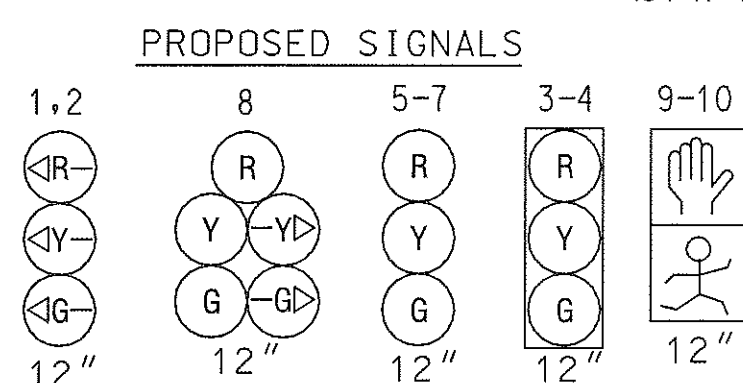 PROPOSED SIGNALS
1,2 8 5-7 3-4 9-10
R R R R
Y Y Y Y Y
G G G G G
12" 12" 12" 12" 12"